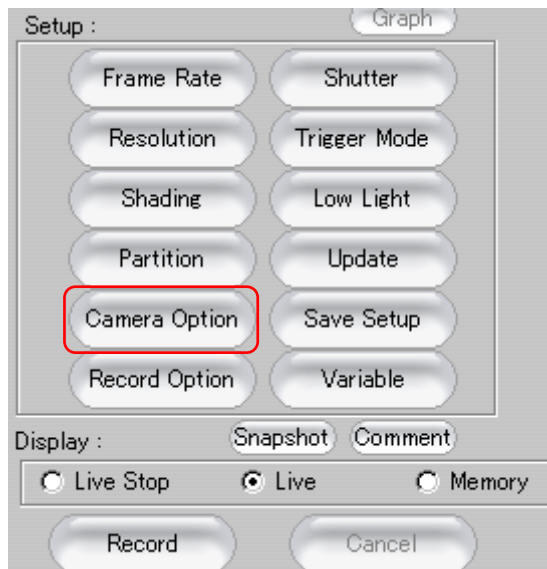 Setup : Graph
Frame Rate Shutter
Resolution Trigger Mode
Shading Low Light
Partition Update
Camera Option Save Setup
Record Option Variable
Display : Snapshot Comment
Live Stop Live Memory
Record Cancel